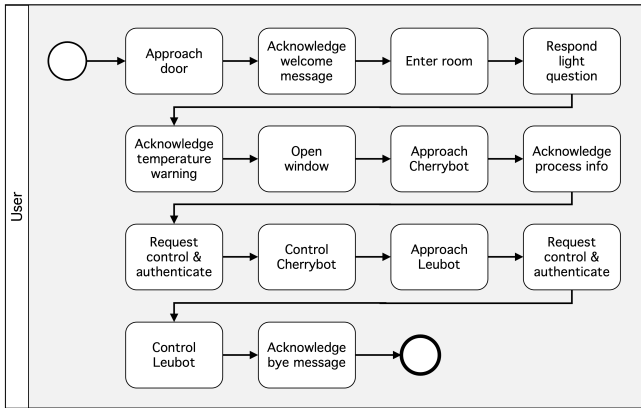 User
Approach
door
Acknowledge
welcome
message
Enter room
Respond
light
question
Acknowledge
temperature
warning
Open
window
Approach
Cherrybot
Acknowledge
process info
Request
control &
authenticate
Control
Cherrybot
Approach
Leubot
Request
control &
authenticate
Control
Leubot
Acknowledge
bye message